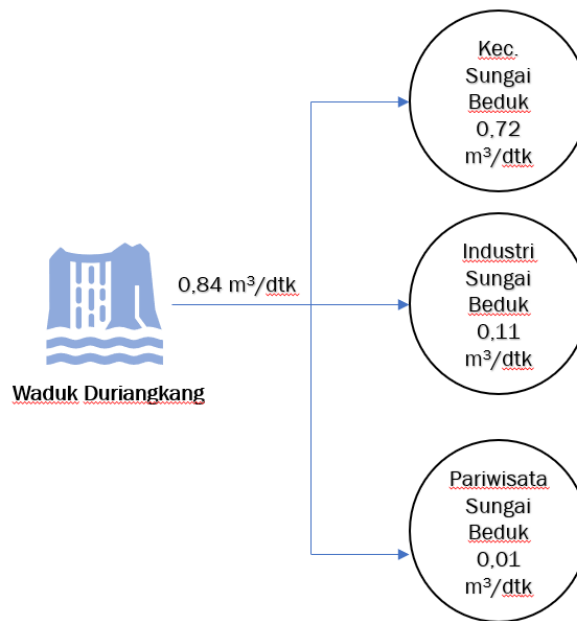 Kec.
Sungai
Beduk
0,72
m³/dtk
0,84 m³/dtk
Industri
Sungai
Beduk
0,11
m³/dtk
Waduk Duriangkang
Pariwisata
Sungai
Beduk
0,01
m³/dtk